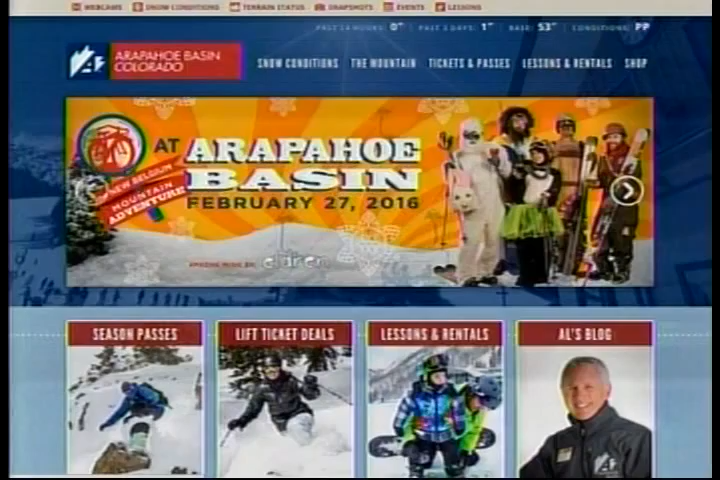 WEBCAMS SNOW CONDITIONS TERRAIN STATUS SNAPSHOTS EVENTS LESSONS
PAST 24 HOURS: 0" PAST 3 DAYS: 1" BASE: 53" CONDITIONS: PP
ARAPAHOE BASIN
COLORADO
SNOW CONDITIONS THE MOUNTAIN TICKETS & PASSES LESSONS & RENTALS SHOP
NEW BELGIUM
MOUNTAIN
ADVENTURE
AT ARAPAHOE
BASIN
FEBRUARY 27, 2016
SEASON PASSES LIFT TICKET DEALS LESSONS & RENTALS AL'S BLOG